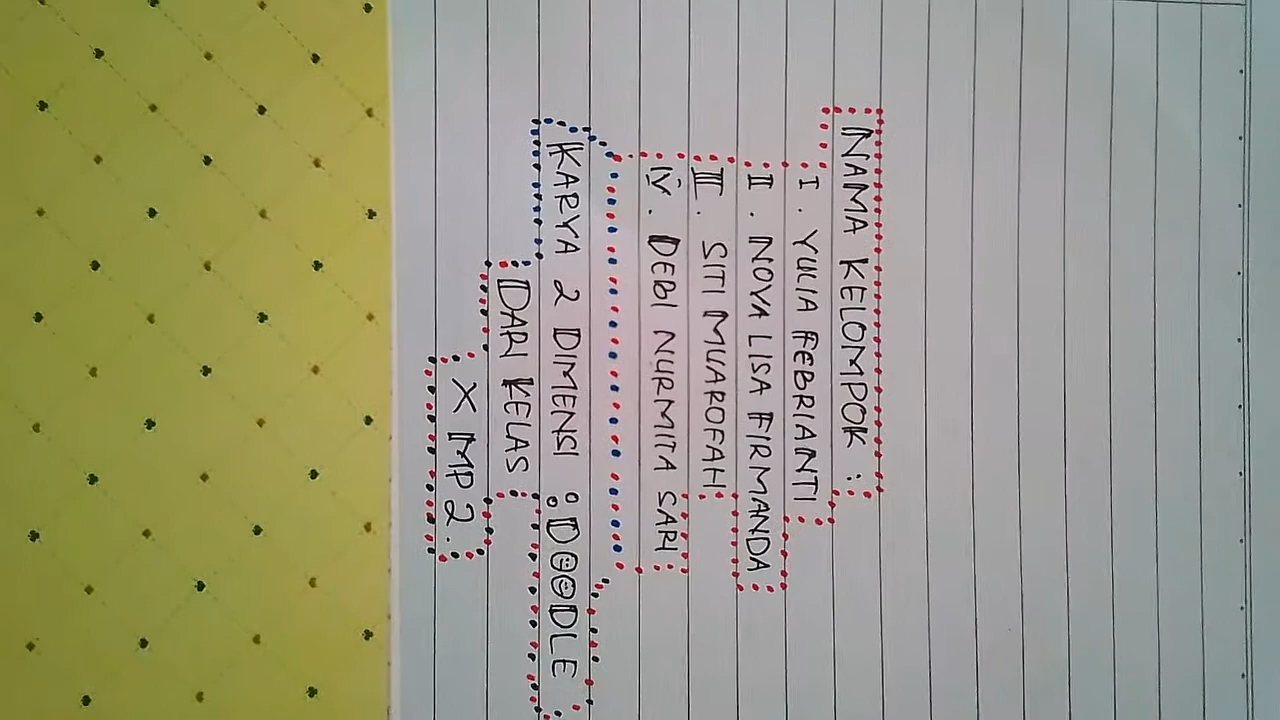 NAMA KELOMPOK :
I . YULIA FEBRIANTI
II . NOVA LISA FIRMANDA
III . SITI MUAROFAH
IV . DEBI NURMITA SARI
KARYA 2 DIMENSI : DOODLE
DARI KELAS
X MP 2 .